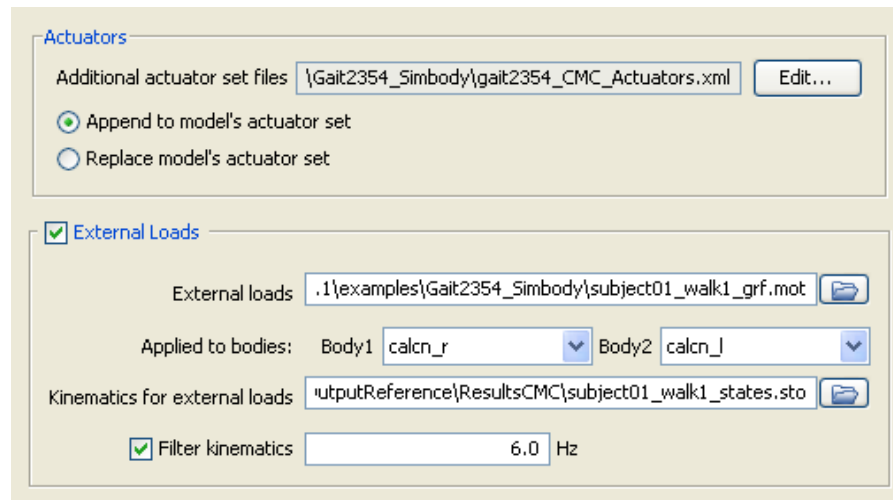 Actuators
Additional actuator set files \Gait2354_Simbody\gait2354_CMC_Actuators.xml Edit...
Append to model's actuator set
Replace model's actuator set
External Loads
External loads .1\examples\Gait2354_Simbody\subject01_walk1_grf.mot
Applied to bodies: Body1 calcn_r Body2 calcn_l
Kinematics for external loads utputReference\ResultsCMC\subject01_walk1_states.sto
Filter kinematics 6.0 Hz